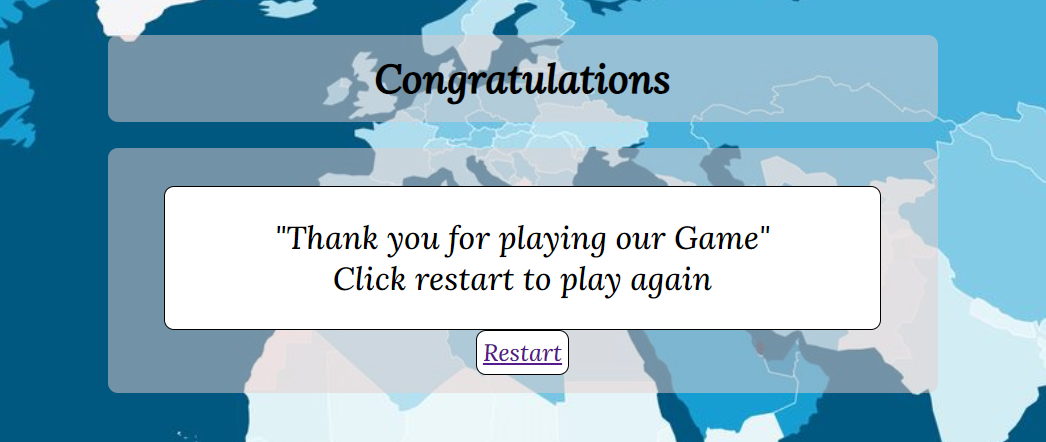 Congratulations
"Thank you for playing our Game"
Click restart to play again
Restart